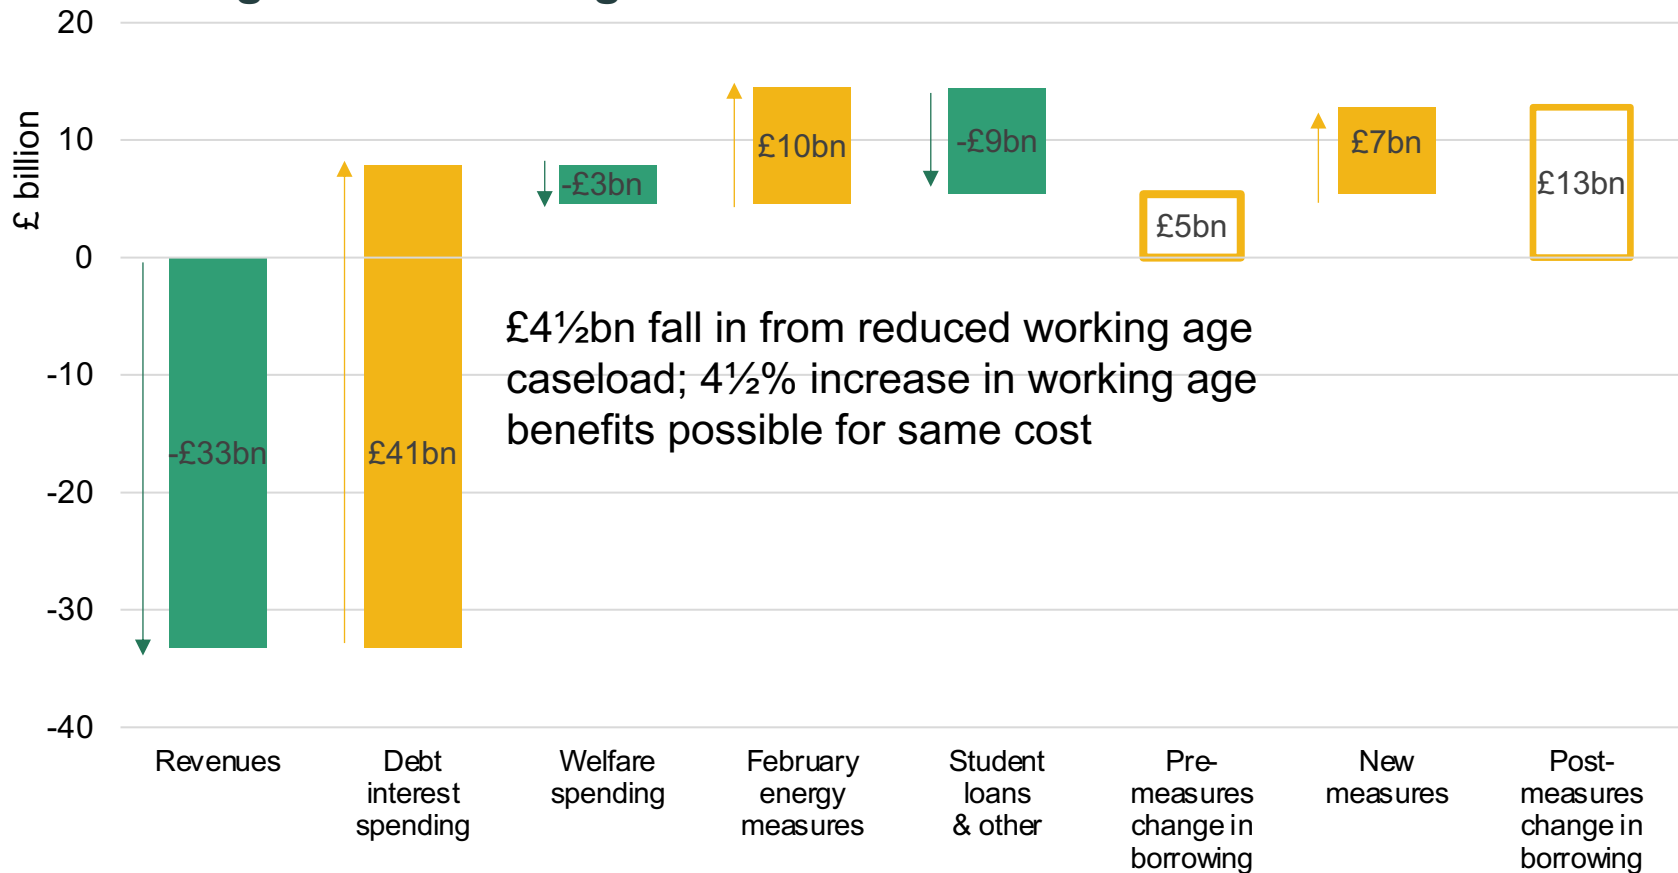 20
10
0
-10
-20
-30
-40
£ billion
-£33bn
£41bn
-£3bn
£10bn
-£9bn
£5bn
£7bn
£13bn
£4½bn fall in from reduced working age
caseload; 4½% increase in working age
benefits possible for same cost
Revenues
Debt
interest
spending
Welfare
spending
February
energy
measures
Student
loans
& other
Pre-
measures
change in
borrowing
New
measures
Post-
measures
change in
borrowing